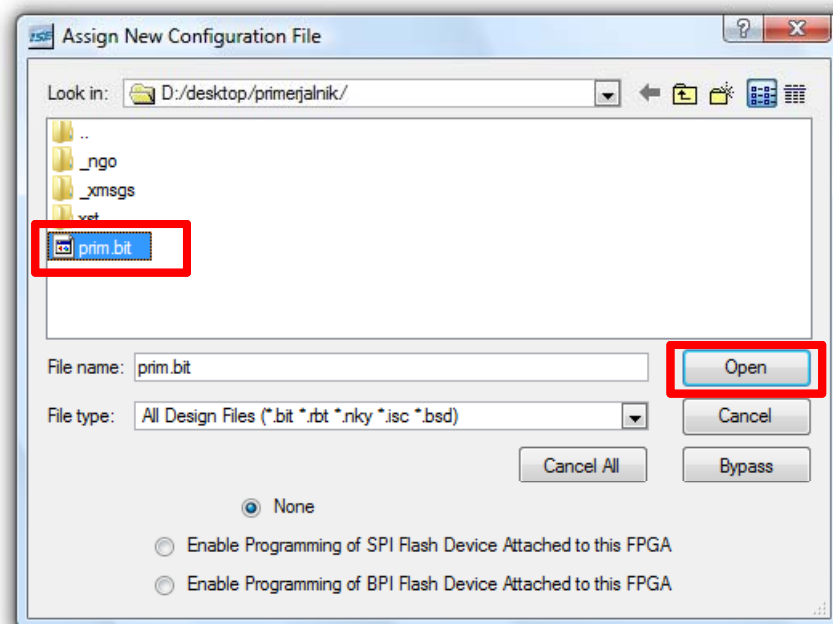 ISE Assign New Configuration File
Look in: D:/desktop/primerjalnik/
..
_ngo
_xmsgs
xst
prim.bit
File name: prim.bit Open
File type: All Design Files (*.bit *.rbt *.nky *.isc *.bsd) Cancel
Cancel All Bypass
None
Enable Programming of SPI Flash Device Attached to this FPGA
Enable Programming of BPI Flash Device Attached to this FPGA